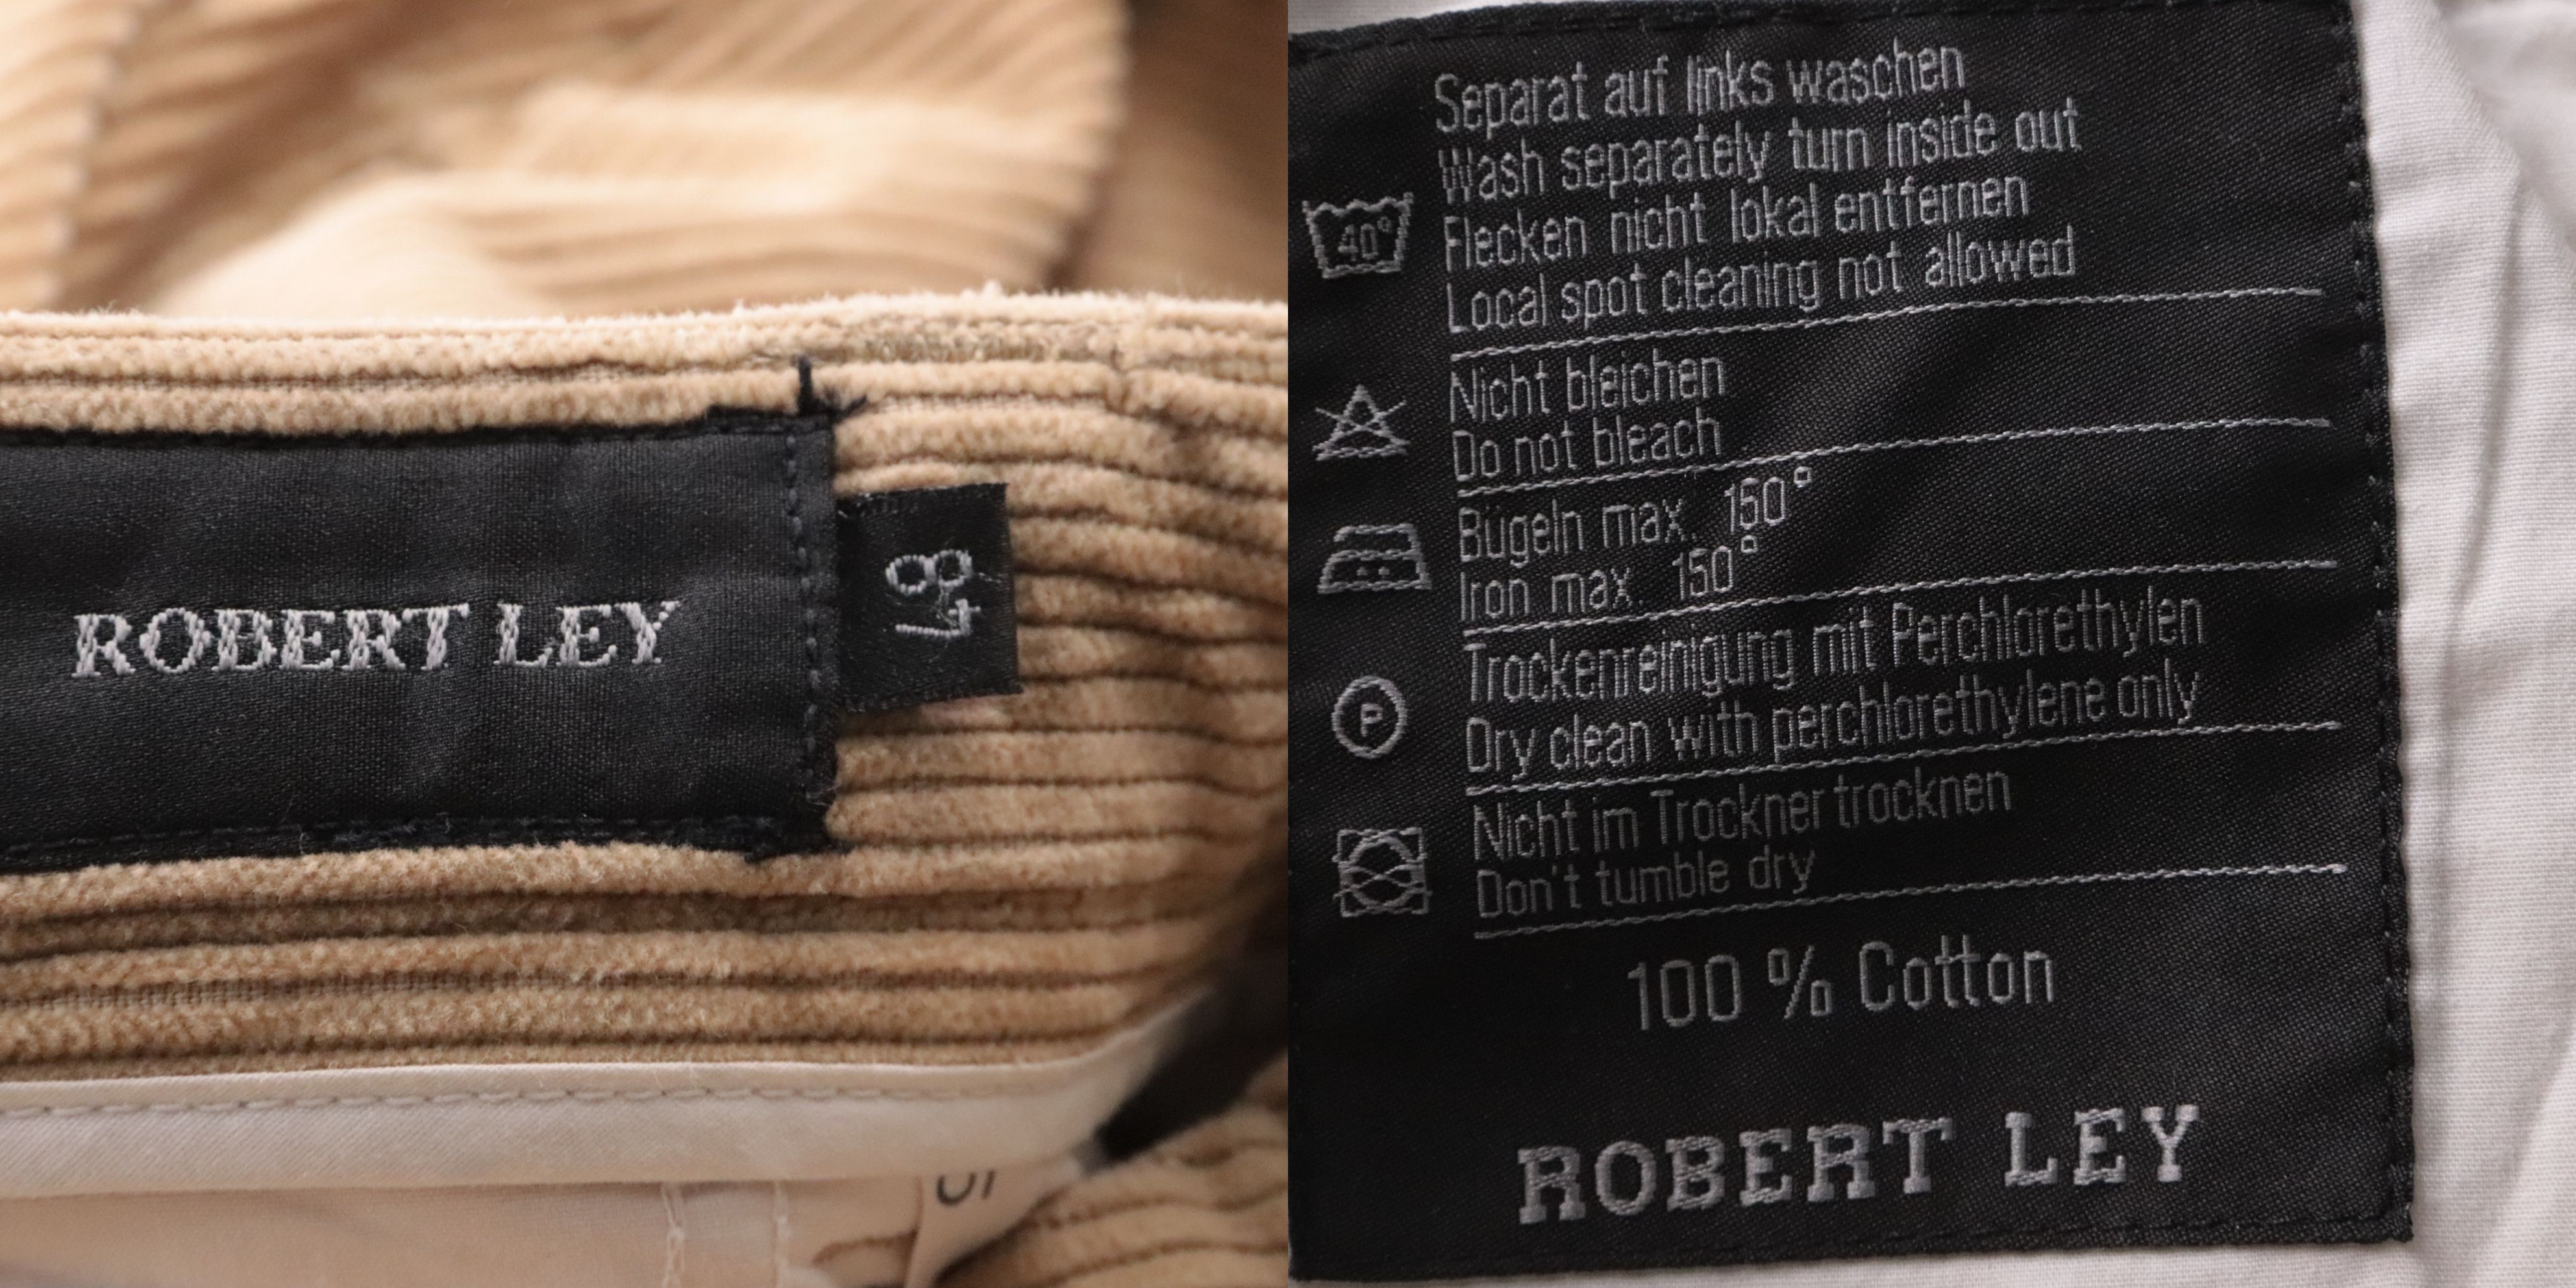 ROBERT LEY
48
Separat auf links waschen
Wash separately turn inside out
40°
Flecken nicht lokal entfernen
Local spot cleaning not allowed
Nicht bleichen
Do not bleach
Bügeln max. 150°
Iron max. 150°
Trockenreinigung mit Perchlorethylen
P
Dry clean with perchlorethylene only
Nicht im Trockner trocknen
Don't tumble dry
100 % Cotton
ROBERT LEY